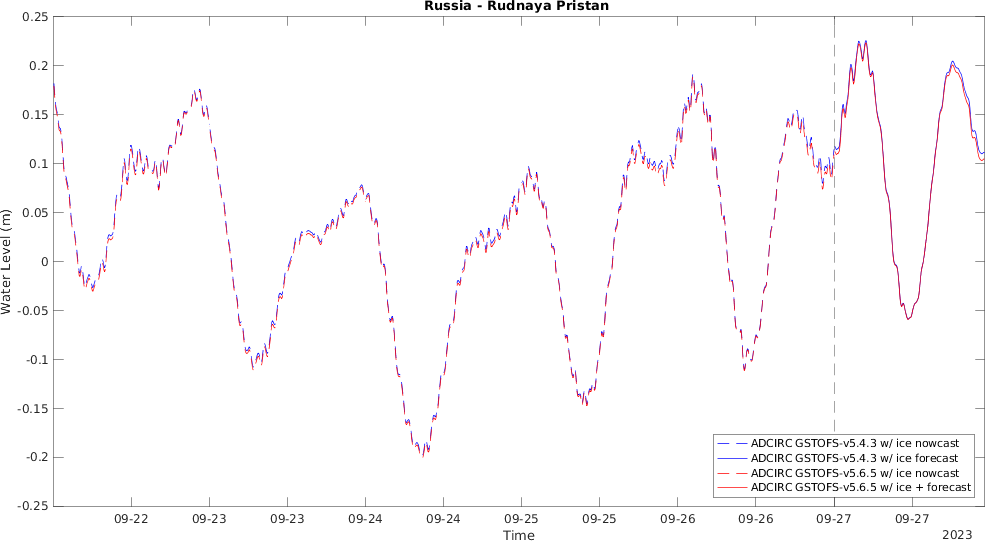 Russia - Rudnaya Pristan
0.25
0.2
0.15
0.1
0.05
0
-0.05
-0.1
-0.15
-0.2
-0.25
Water Level (m)
ADCIRC GSTOFS-v5.4.3 w/ ice nowcast
ADCIRC GSTOFS-v5.4.3 w/ ice forecast
ADCIRC GSTOFS-v5.6.5 w/ ice nowcast
ADCIRC GSTOFS-v5.6.5 w/ ice + forecast
09-22 09-23 09-23 09-24 09-24 09-25 09-25 09-26 09-26 09-27 09-27
Time
2023